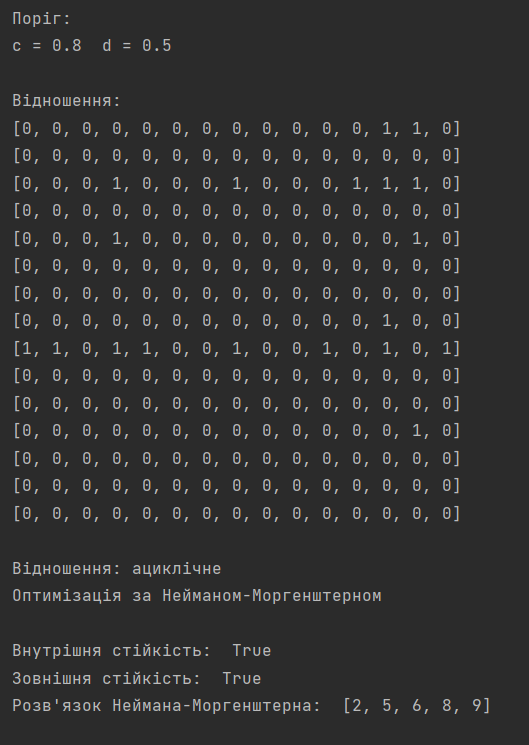 Поріг:
c = 0.8  d = 0.5
Відношення:
[0, 0, 0, 0, 0, 0, 0, 0, 0, 0, 0, 0, 1, 1, 0]
[0, 0, 0, 0, 0, 0, 0, 0, 0, 0, 0, 0, 0, 0, 0]
[0, 0, 0, 1, 0, 0, 0, 1, 0, 0, 0, 1, 1, 1, 0]
[0, 0, 0, 0, 0, 0, 0, 0, 0, 0, 0, 0, 0, 0, 0]
[0, 0, 0, 1, 0, 0, 0, 0, 0, 0, 0, 0, 0, 1, 0]
[0, 0, 0, 0, 0, 0, 0, 0, 0, 0, 0, 0, 0, 0, 0]
[0, 0, 0, 0, 0, 0, 0, 0, 0, 0, 0, 0, 0, 0, 0]
[0, 0, 0, 0, 0, 0, 0, 0, 0, 0, 0, 0, 1, 0, 0]
[1, 1, 0, 1, 1, 0, 0, 1, 0, 0, 1, 0, 1, 0, 1]
[0, 0, 0, 0, 0, 0, 0, 0, 0, 0, 0, 0, 0, 0, 0]
[0, 0, 0, 0, 0, 0, 0, 0, 0, 0, 0, 0, 0, 0, 0]
[0, 0, 0, 0, 0, 0, 0, 0, 0, 0, 0, 0, 0, 1, 0]
[0, 0, 0, 0, 0, 0, 0, 0, 0, 0, 0, 0, 0, 0, 0]
[0, 0, 0, 0, 0, 0, 0, 0, 0, 0, 0, 0, 0, 0, 0]
[0, 0, 0, 0, 0, 0, 0, 0, 0, 0, 0, 0, 0, 0, 0]
Відношення: ациклічне
Оптимізація за Нейманом-Моргенштерном
Внутрішня стійкість:  True
Зовнішня стійкість:  True
Розв'язок Неймана-Моргенштерна:  [2, 5, 6, 8, 9]